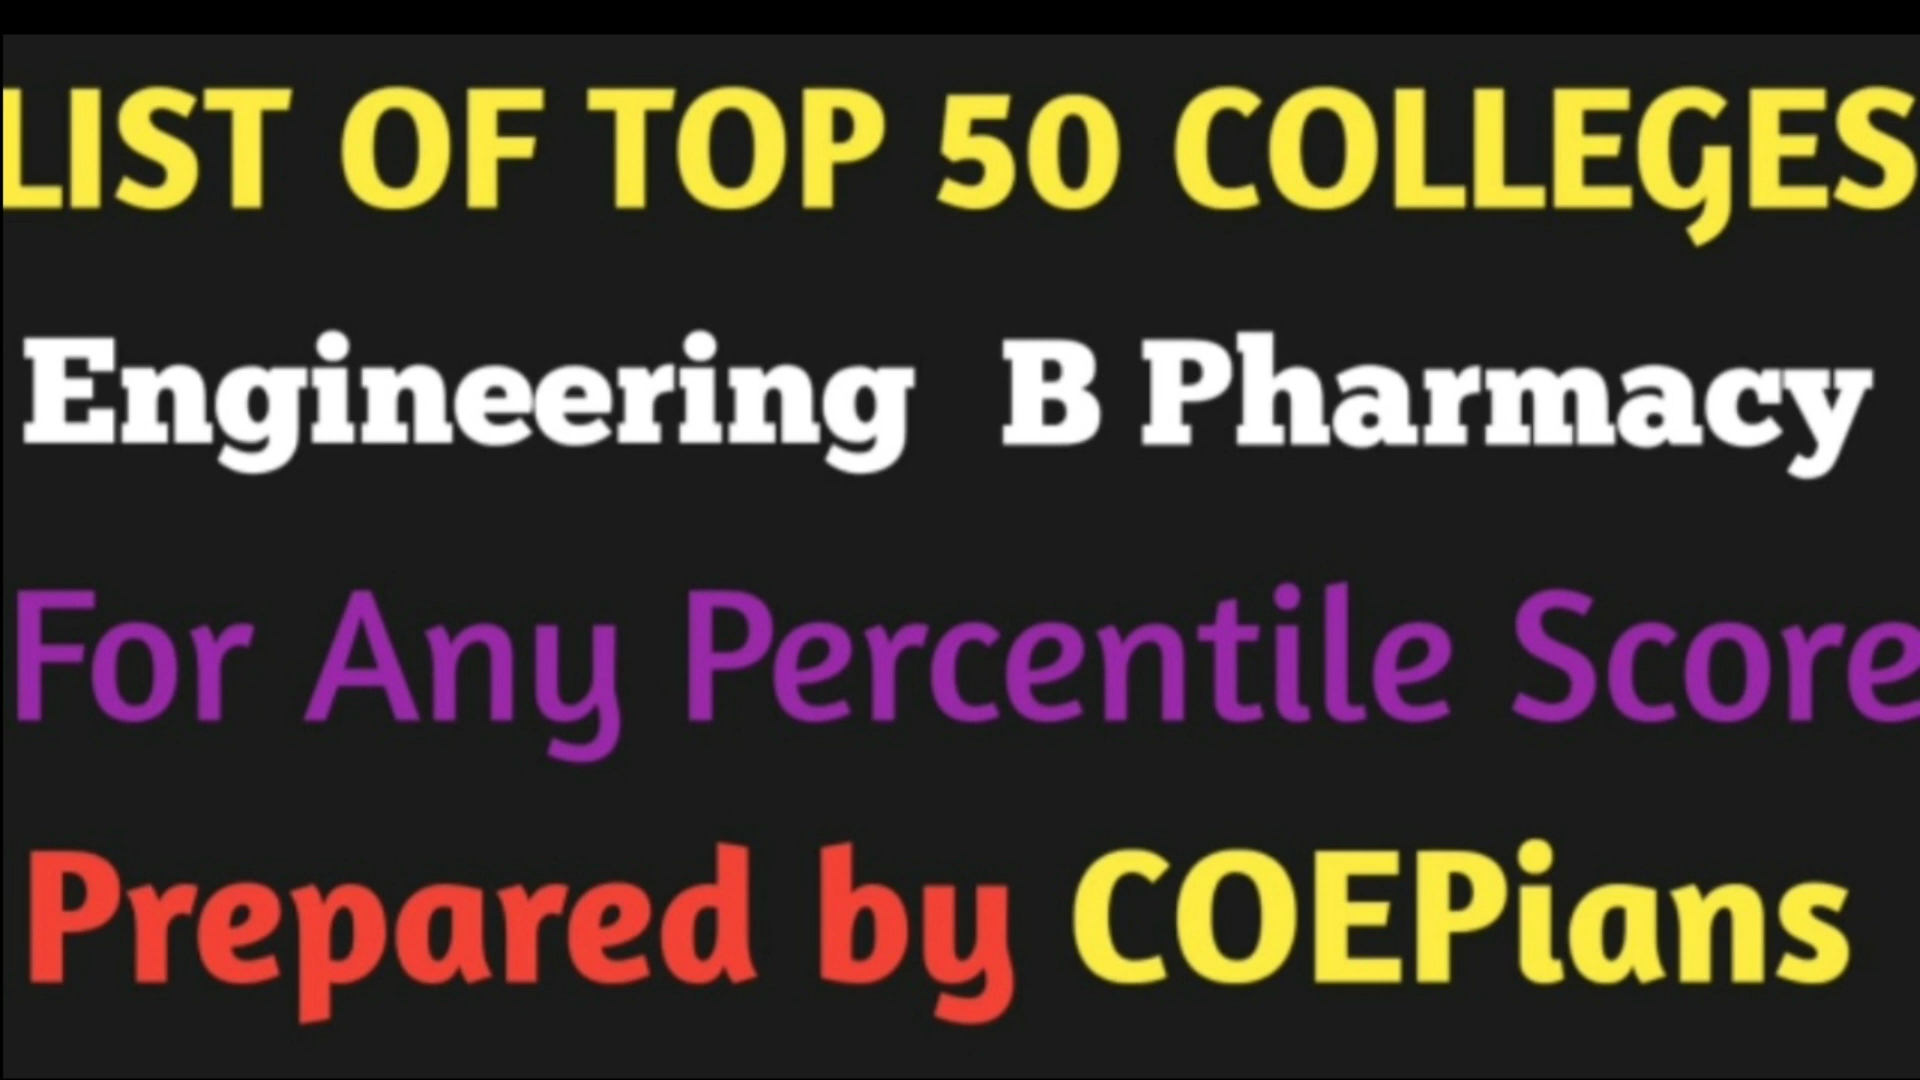 LIST OF TOP 50 COLLEGES
Engineering B Pharmacy
For Any Percentile Score
Prepared by COEPians